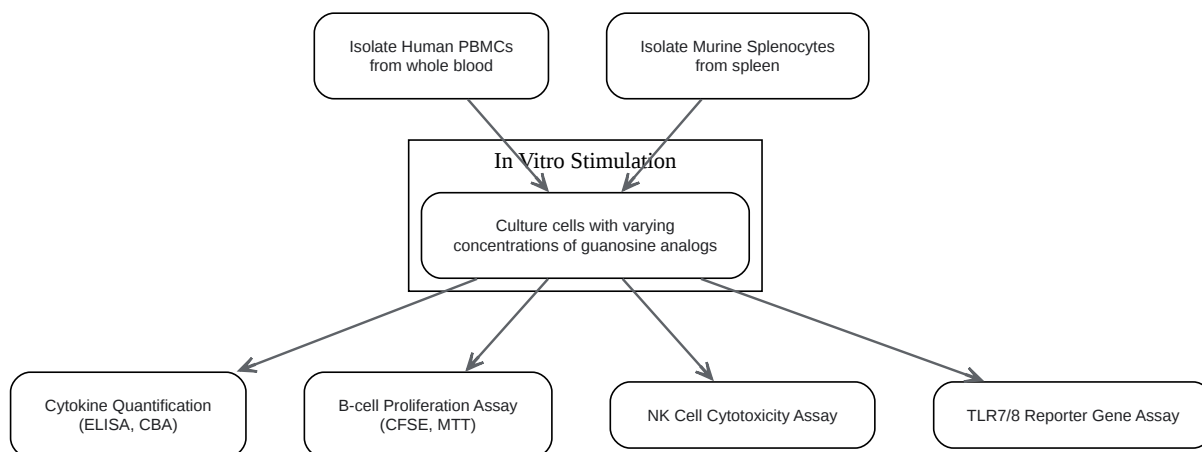 Isolate Human PBMCs
from whole blood
Isolate Murine Splenocytes
from spleen
In Vitro Stimulation
Culture cells with varying
concentrations of guanosine analogs
Cytokine Quantification
(ELISA, CBA)
B-cell Proliferation Assay
(CFSE, MTT)
NK Cell Cytotoxicity Assay
TLR7/8 Reporter Gene Assay